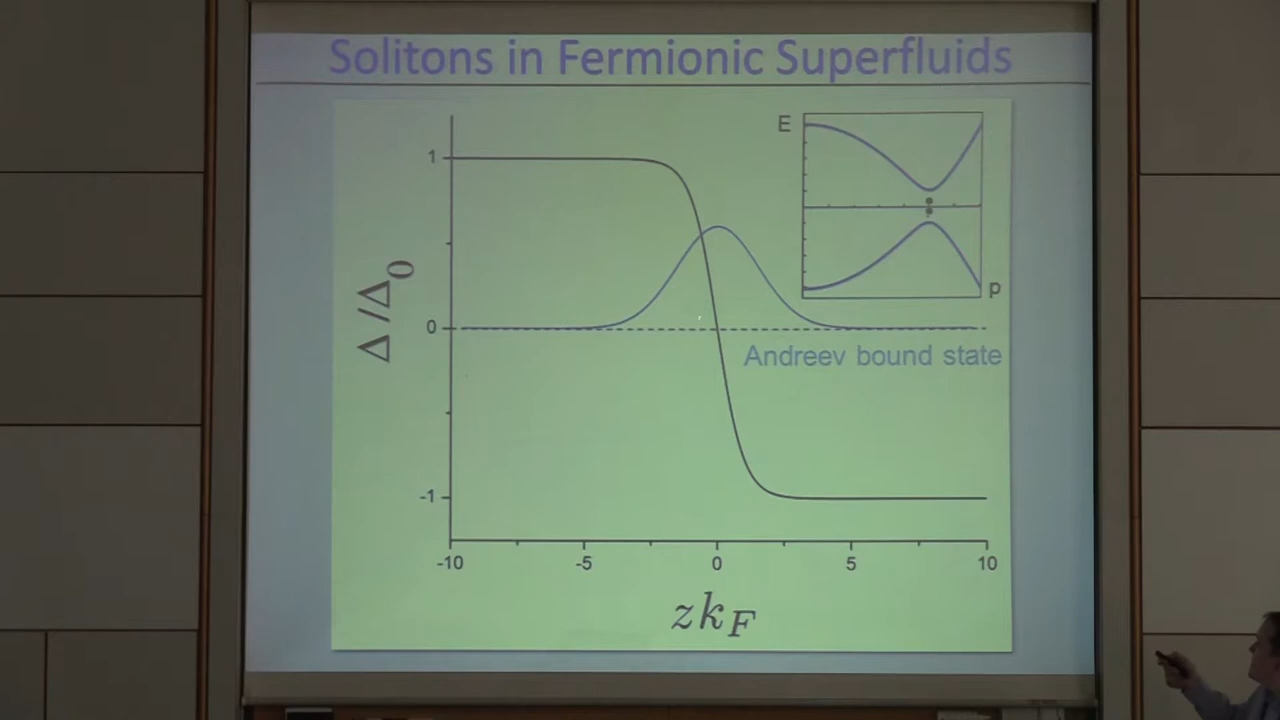 Solitons in Fermionic Superfluids
E
p
1
0
-1
Δ/Δ0
Andreev bound state
-10 -5 0 5 10
zkF